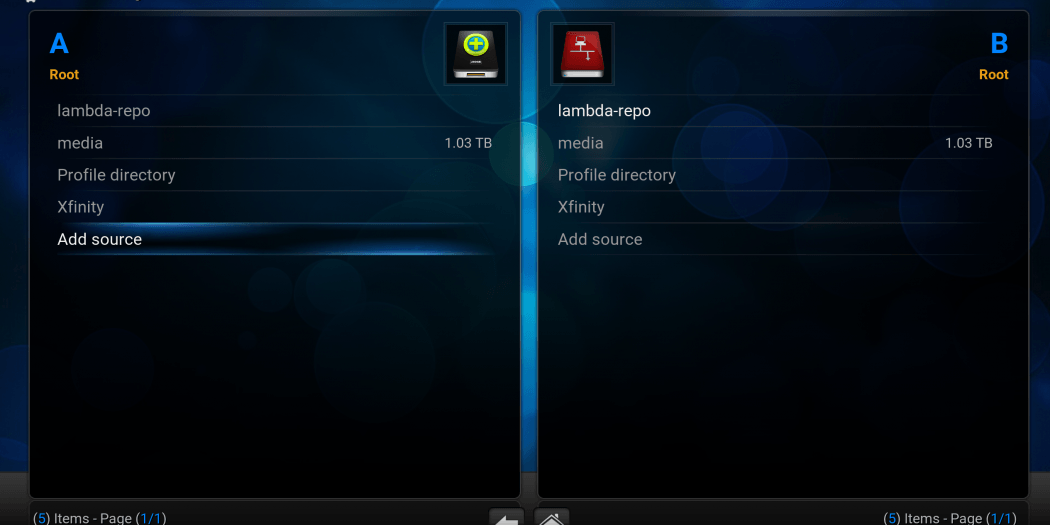 A
Root
lambda-repo
media 1.03 TB
Profile directory
Xfinity
Add source
(5) Items - Page (1/1)
B
Root
lambda-repo
media 1.03 TB
Profile directory
Xfinity
Add source
(5) Items - Page (1/1)